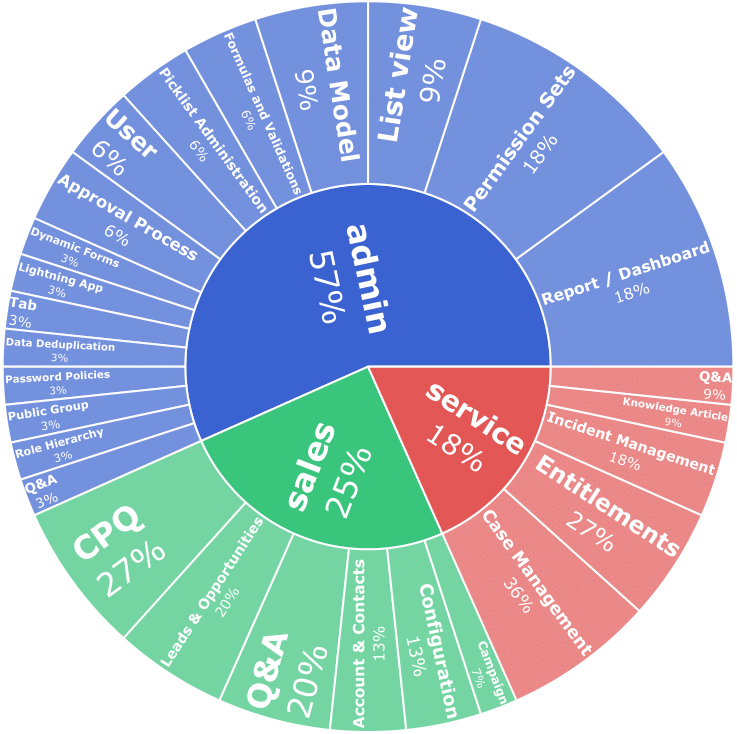 admin
57%
Report / Dashboard
18%
Permission Sets
18%
List view
9%
Data Model
9%
Formulas and Validations
6%
Picklist Administration
6%
User
6%
Approval Process
6%
Dynamic Forms
3%
Lightning App
3%
Tab
3%
Data Deduplication
3%
Password Policies
3%
Public Group
3%
Role Hierarchy
3%
Q&A
3%
sales
25%
CPQ
27%
Leads & Opportunities
20%
Q&A
20%
Account & Contacts
13%
Configuration
13%
Campaign
7%
service
18%
Case Management
36%
Entitlements
27%
Incident Management
18%
Knowledge Article
9%
Q&A
9%